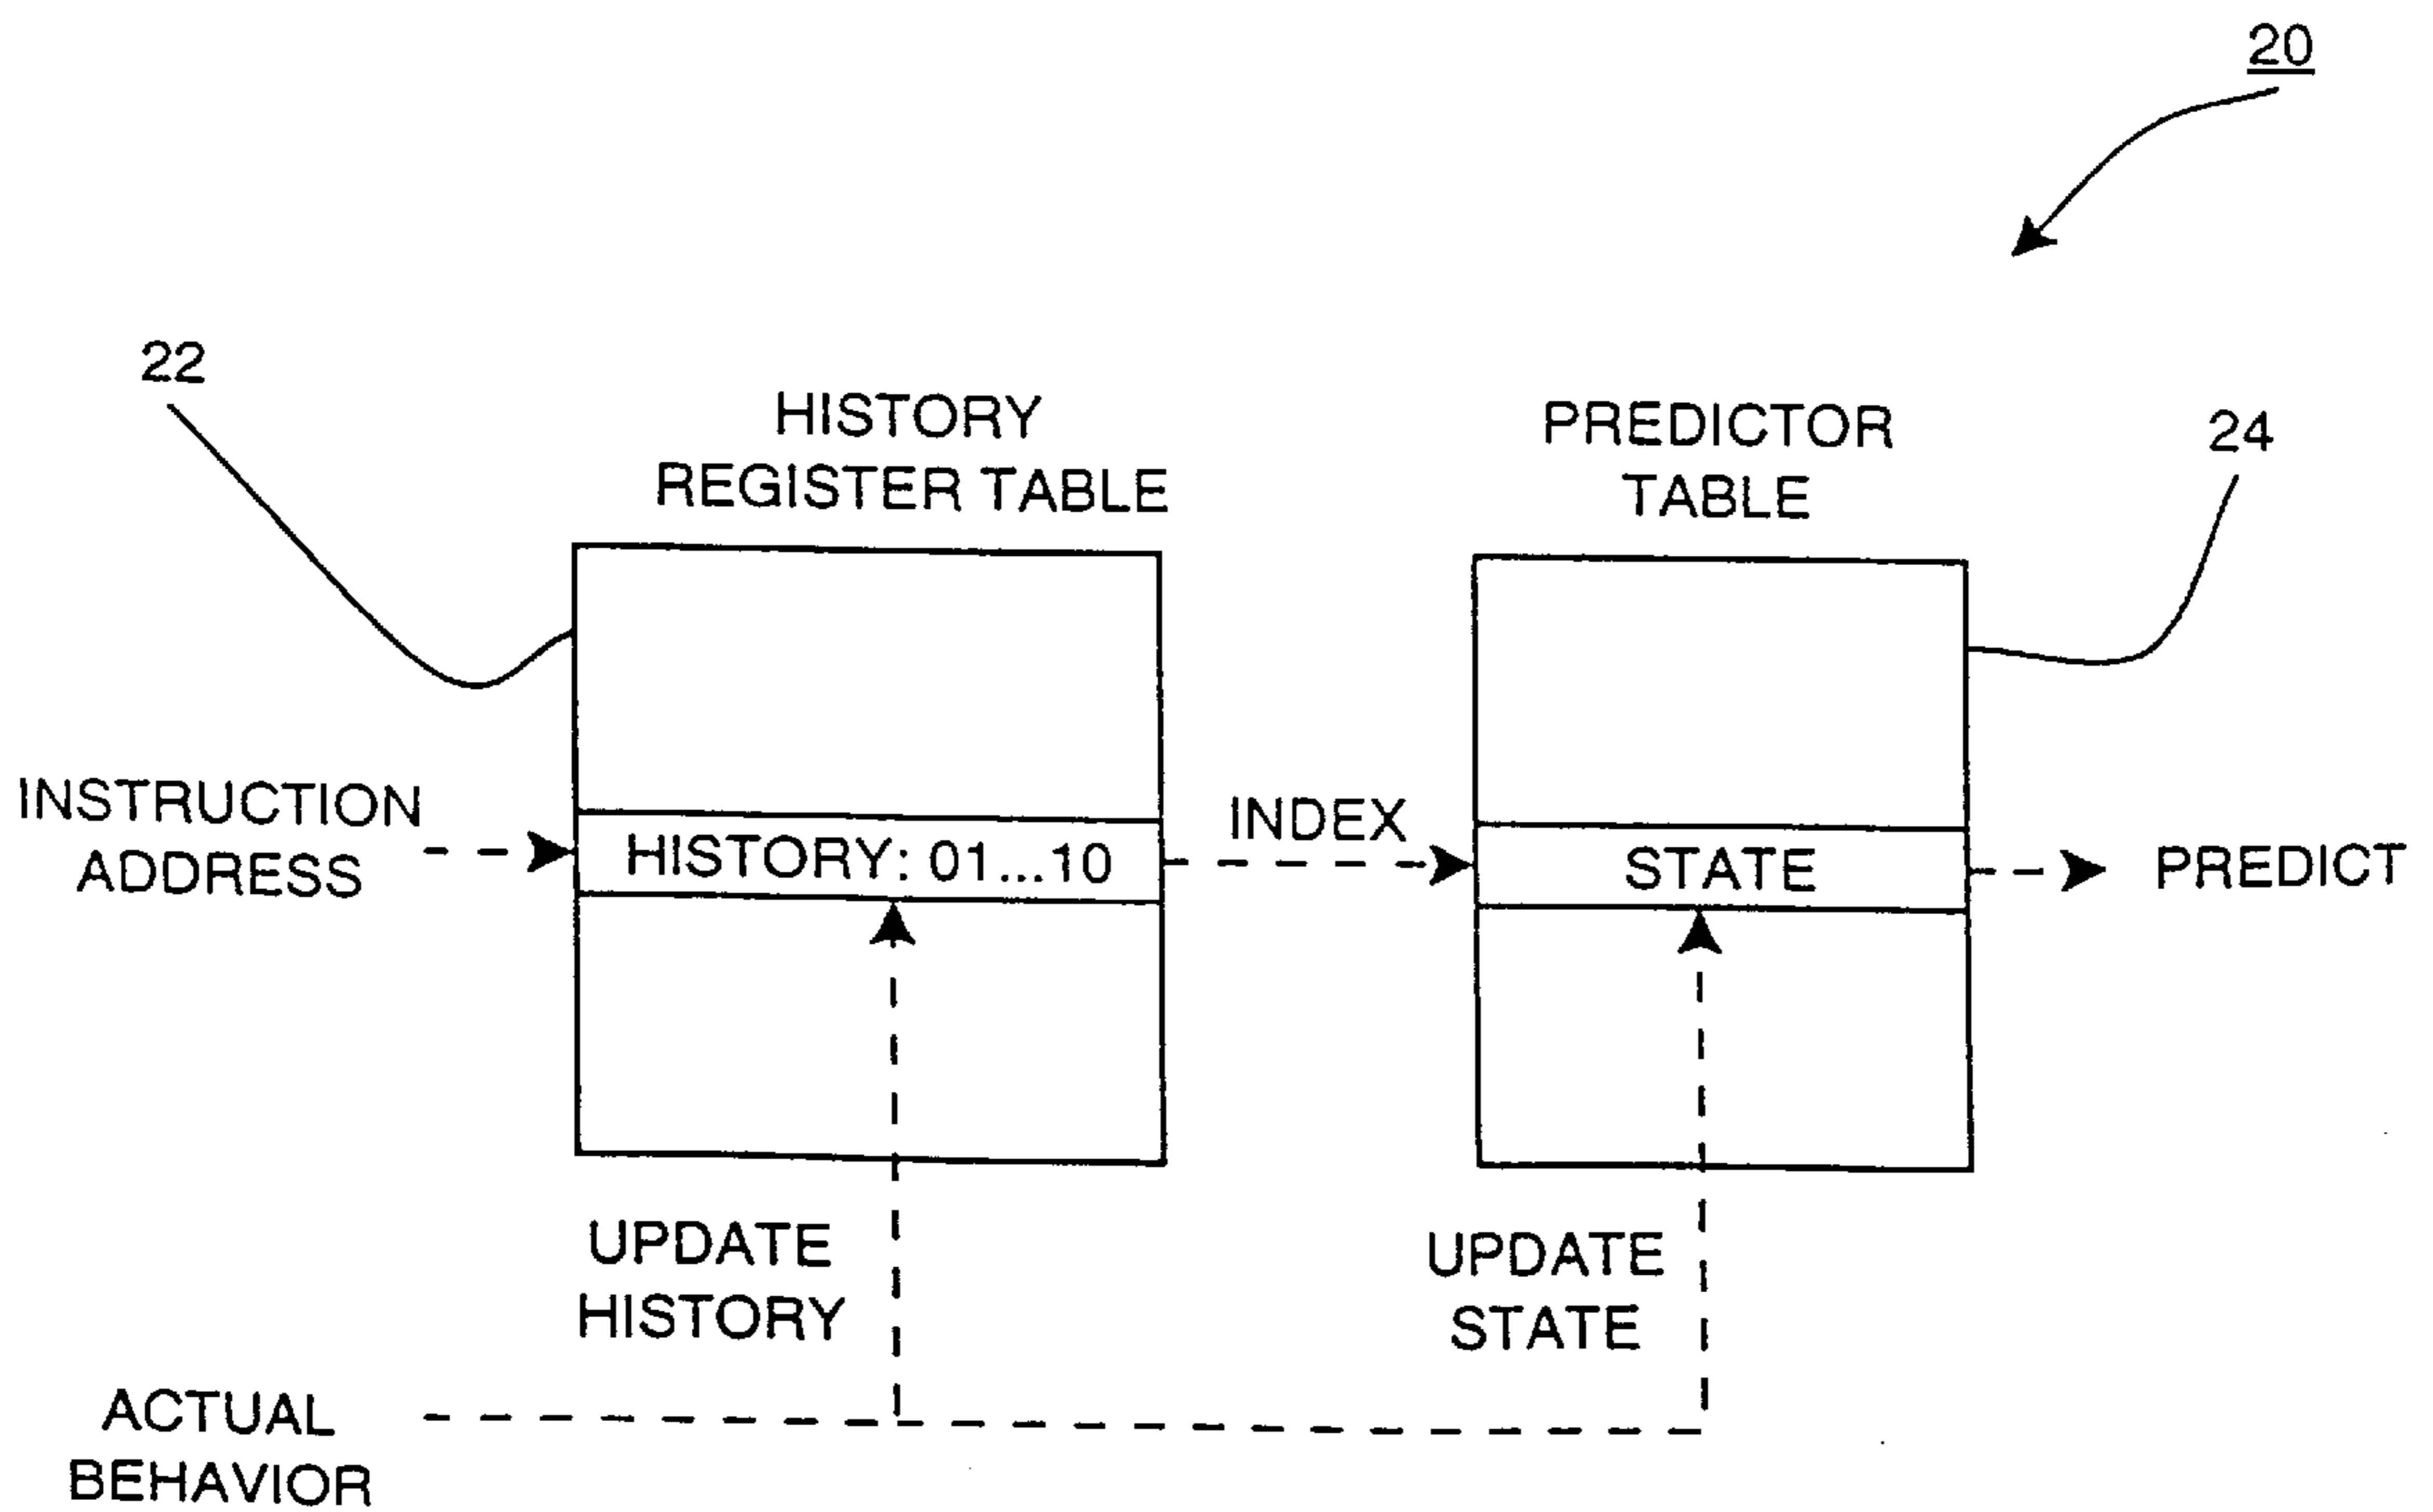 20
22
HISTORY
REGISTER TABLE
PREDICTOR
TABLE
24
INSTRUCTION
ADDRESS
HISTORY: 01...10
INDEX
STATE
PREDICT
UPDATE
HISTORY
UPDATE
STATE
ACTUAL
BEHAVIOR